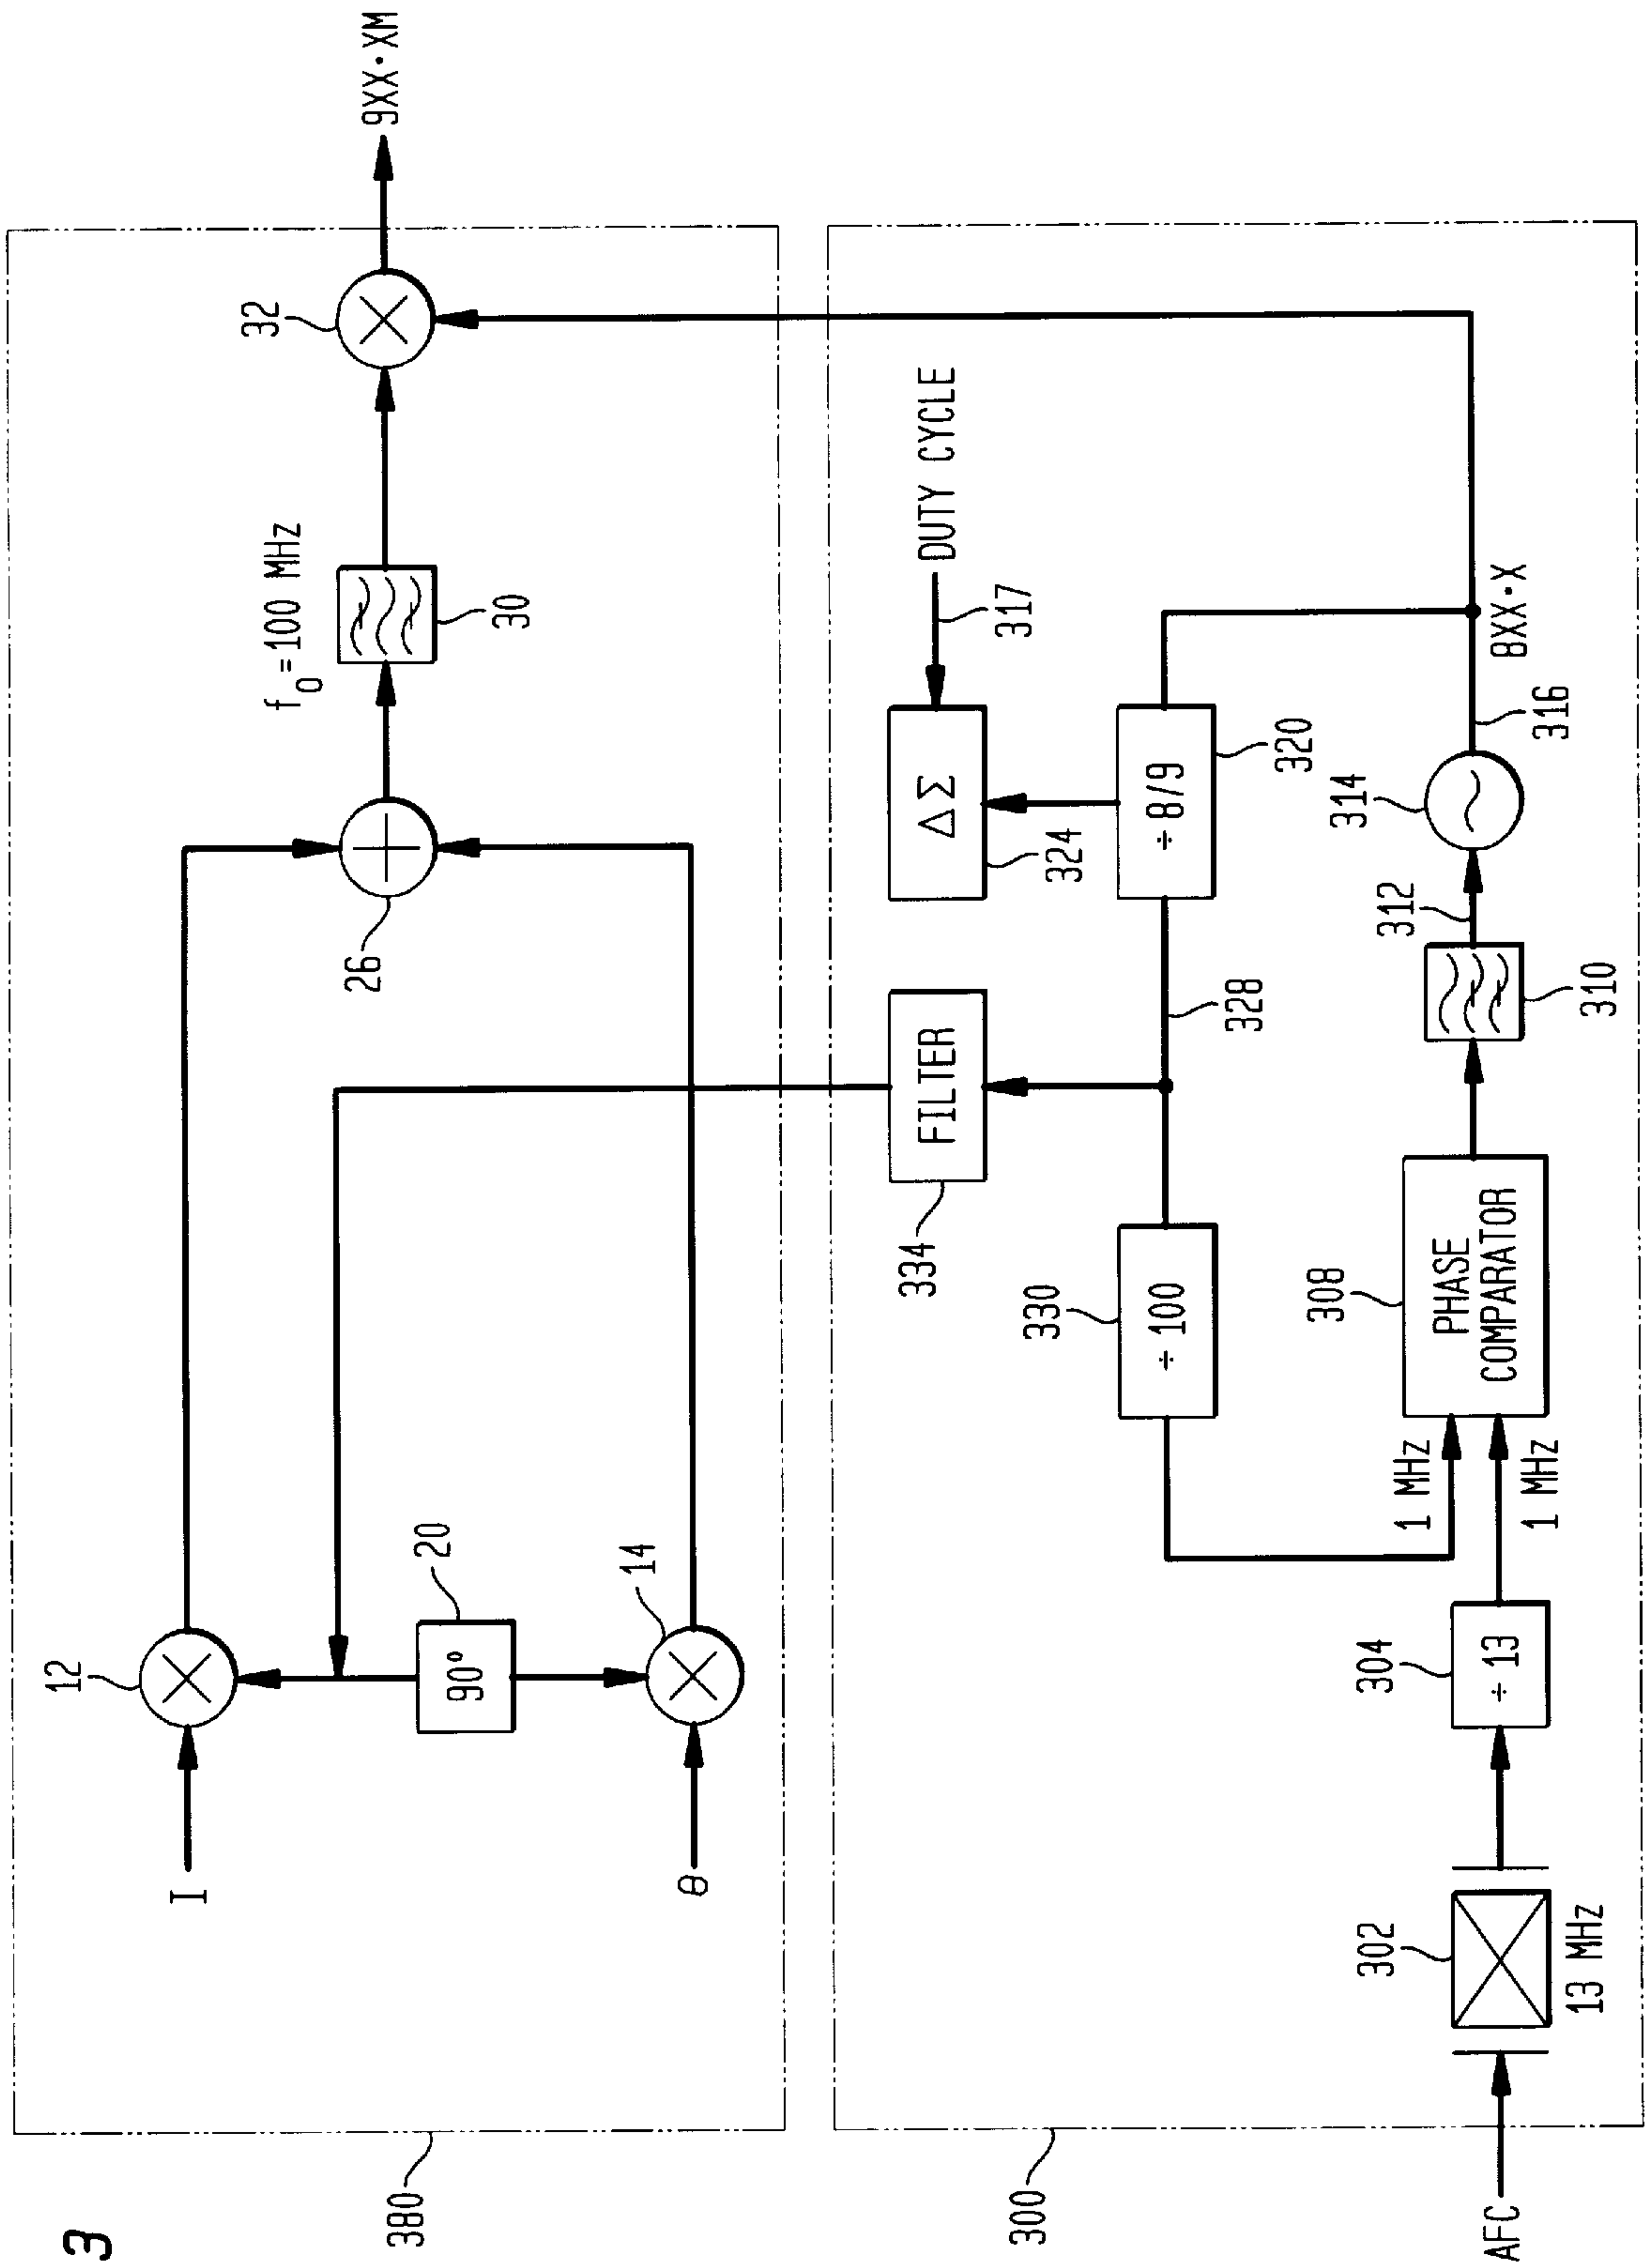 3
380
I
θ
12
90°
20
14
26
f0 = 100 MHz
30
32
9XX·XM
300
AFC
302
13 MHz
304
÷ 13
1 MHz
1 MHz
308
PHASE
COMPARATOR
310
312
314
316
8XX·X
330
÷ 100
334
FILTER
328
÷ 8/9
320
ΔΣ
324
317
DUTY CYCLE